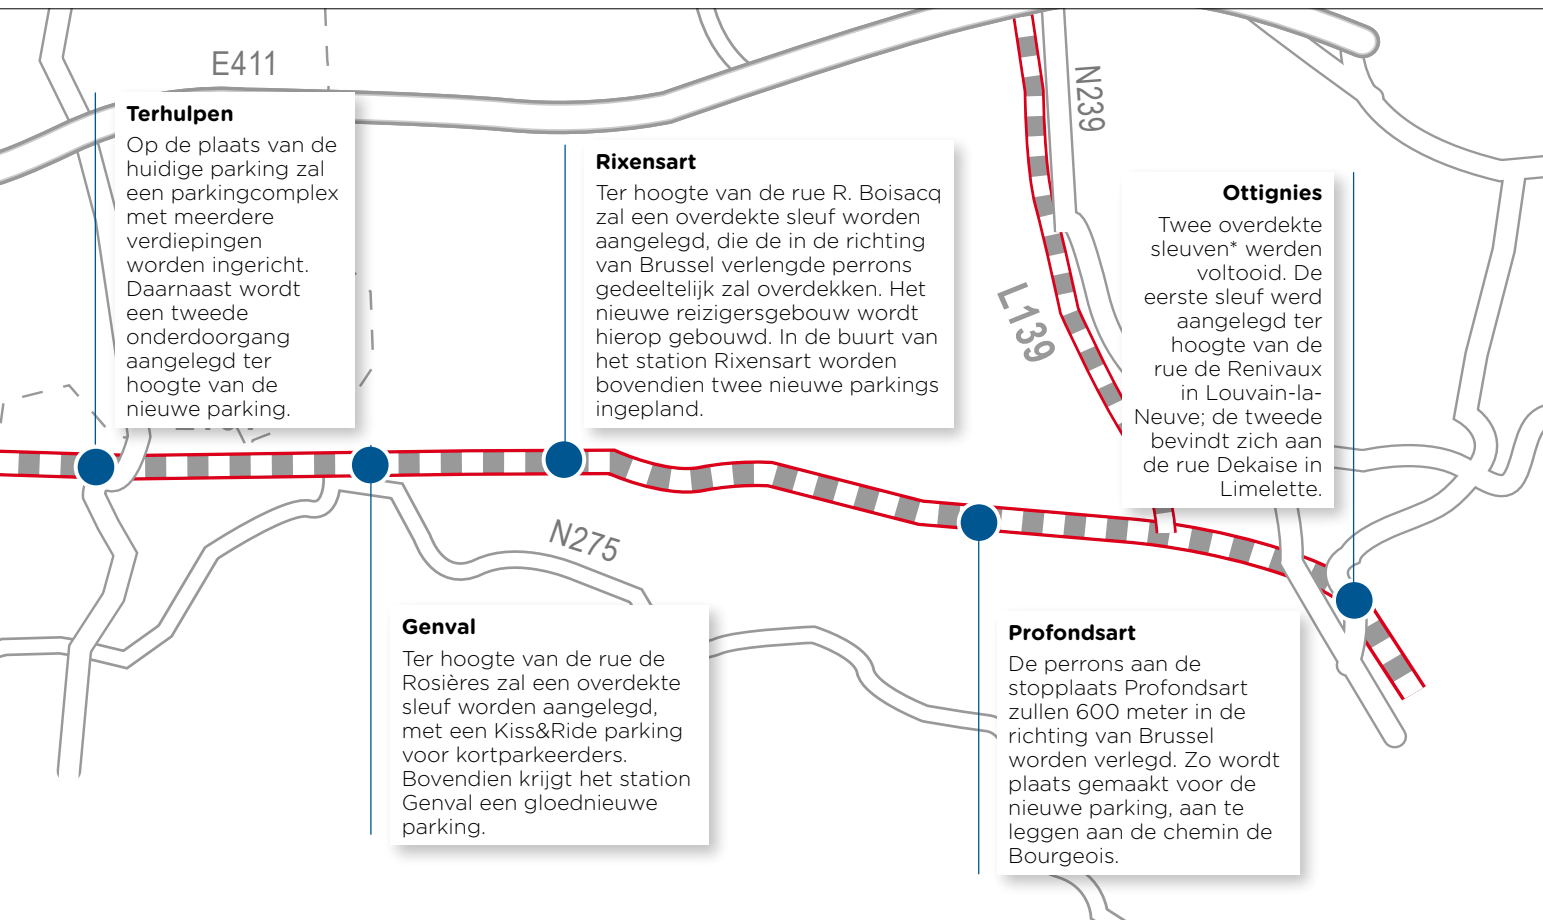 E411
N239
L139
N275
Terhulpen
Op de plaats van de
huidige parking zal
een parkingcomplex
met meerdere
verdiepingen
worden ingericht.
Daarnaast wordt
een tweede
onderdoorgang
aangelegd ter
hoogte van de
nieuwe parking.
Rixensart
Ter hoogte van de rue R. Boisacq
zal een overdekte sleuf worden
aangelegd, die de in de richting
van Brussel verlengde perrons
gedeeltelijk zal overdekken. Het
nieuwe reizigersgebouw wordt
hierop gebouwd. In de buurt van
het station Rixensart worden
bovendien twee nieuwe parkings
ingepland.
Ottignies
Twee overdekte
sleuven* werden
voltooid. De
eerste sleuf werd
aangelegd ter
hoogte van de
rue de Renivaux
in Louvain-la-
Neuve; de tweede
bevindt zich aan
de rue Dekaise in
Limelette.
Genval
Ter hoogte van de rue de
Rosières zal een overdekte
sleuf worden aangelegd,
met een Kiss&Ride parking
voor kortparkeerders.
Bovendien krijgt het station
Genval een gloednieuwe
parking.
Profondsart
De perrons aan de
stopplaats Profondsart
zullen 600 meter in de
richting van Brussel
worden verlegd. Zo wordt
plaats gemaakt voor de
nieuwe parking, aan te
leggen aan de chemin de
Bourgeois.